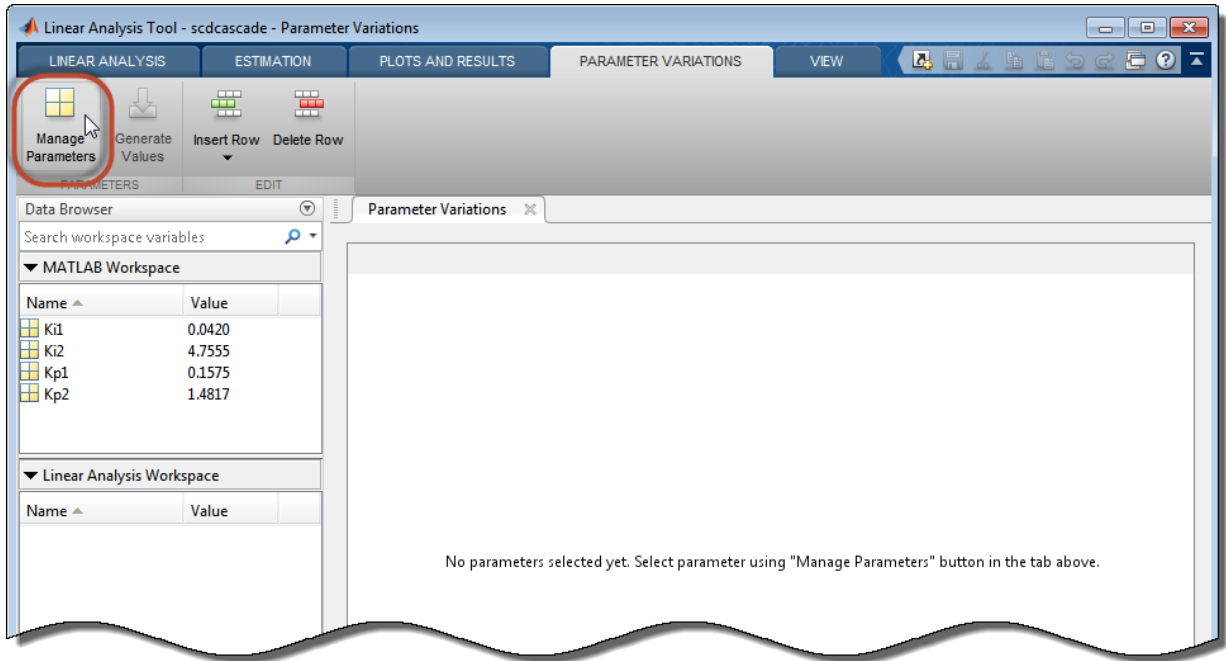 Linear Analysis Tool - scdcascade - Parameter Variations
LINEAR ANALYSIS ESTIMATION PLOTS AND RESULTS PARAMETER VARIATIONS VIEW
Manage Parameters
Generate Values
Insert Row
Delete Row
PARAMETERS EDIT
Data Browser
Search workspace variables
MATLAB Workspace
Name Value
Ki1 0.0420
Ki2 4.7555
Kp1 0.1575
Kp2 1.4817
Linear Analysis Workspace
Name Value
Parameter Variations
No parameters selected yet. Select parameter using "Manage Parameters" button in the tab above.